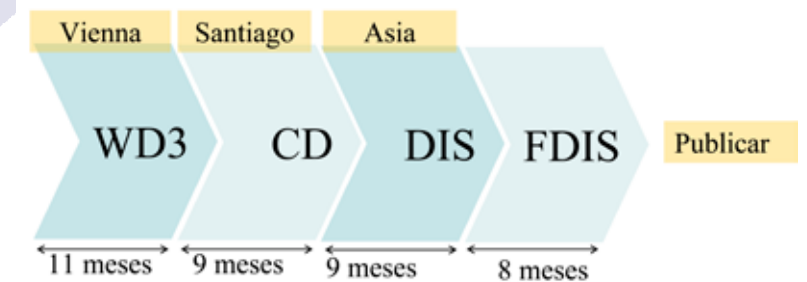 Vienna
Santiago
Asia
WD3
CD
DIS
FDIS
Publicar
11 meses
9 meses
9 meses
8 meses